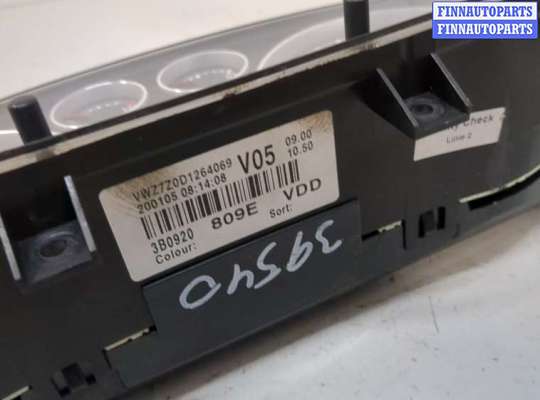 FINNAUTOPARTS
FINNAUTOPARTS
Check
Linie 2
VWZ7Z0D1264069 V05 09.00
200105 08:14:08 10.50
3B0920 809E VDD
Colour: Sort:
39540